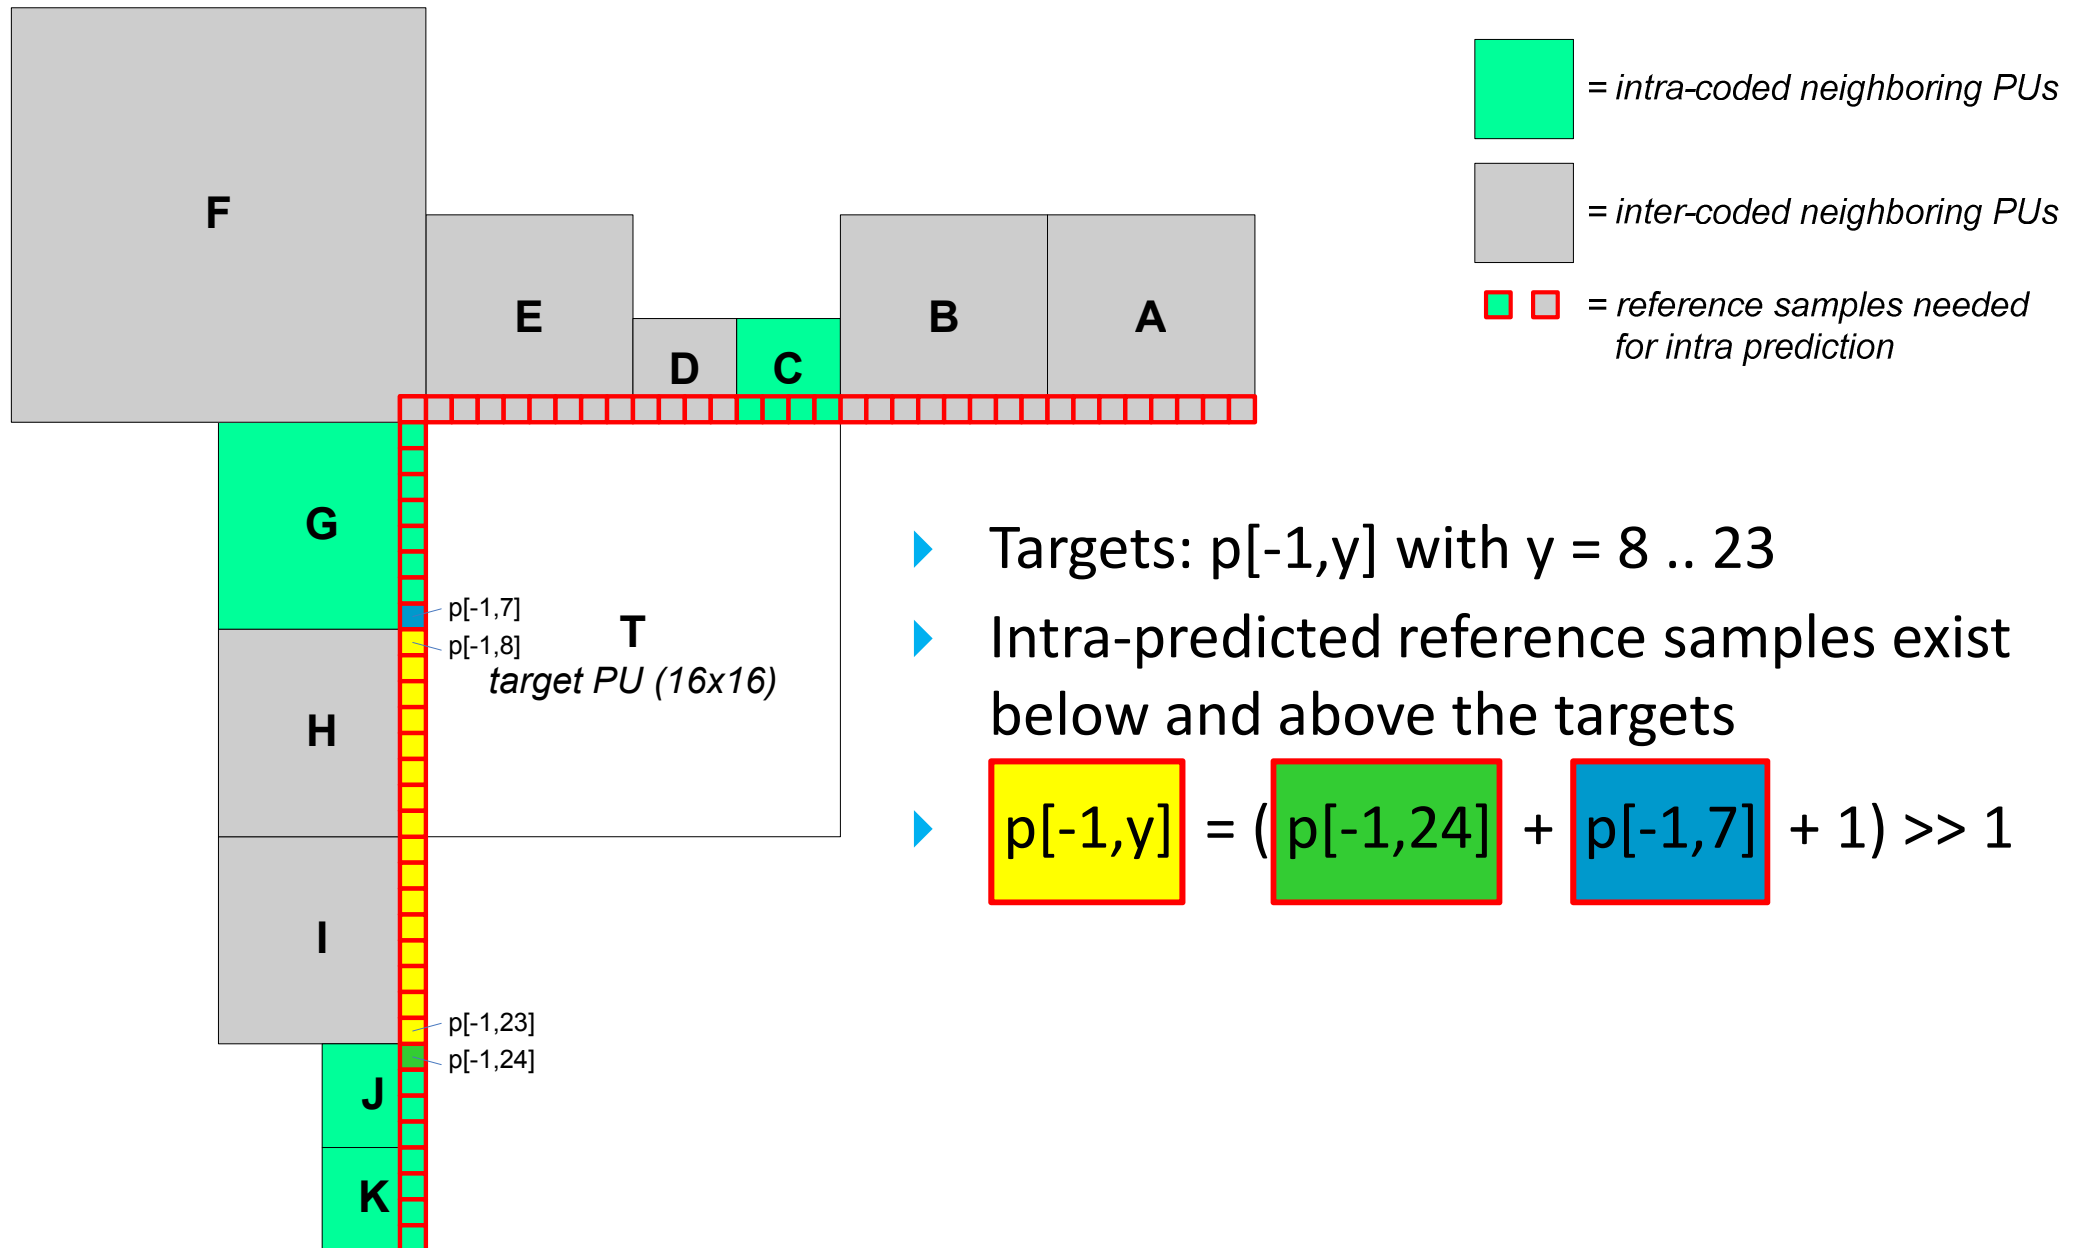 = intra-coded neighboring PUs
= inter-coded neighboring PUs
= reference samples needed
for intra prediction
F
E
D
C
B
A
G
H
I
J
K
p[-1,7]
p[-1,8]
T
target PU (16x16)
p[-1,23]
p[-1,24]
Targets: p[-1,y] with y = 8 .. 23
Intra-predicted reference samples exist
below and above the targets
p[-1,y] = ( p[-1,24] + p[-1,7] + 1) >> 1